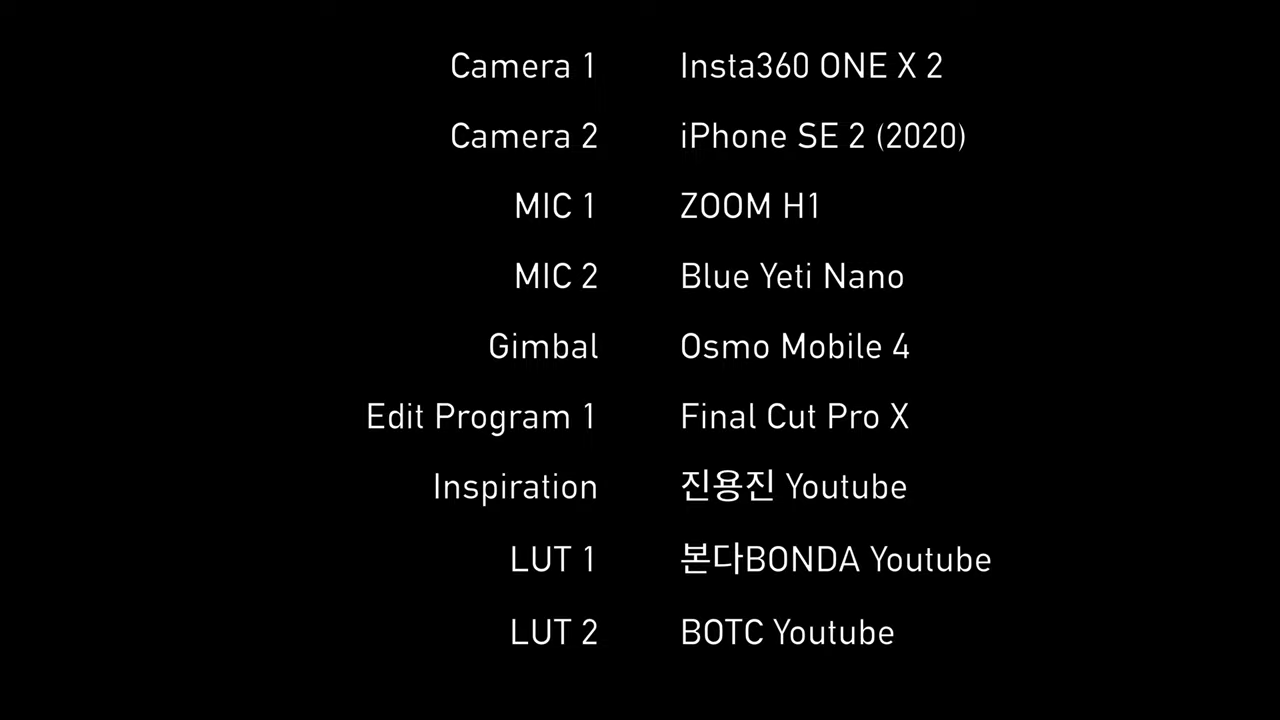 Camera 1 Insta360 ONE X 2
Camera 2 iPhone SE 2 (2020)
MIC 1 ZOOM H1
MIC 2 Blue Yeti Nano
Gimbal Osmo Mobile 4
Edit Program 1 Final Cut Pro X
Inspiration 진용진 Youtube
LUT 1 본다BONDA Youtube
LUT 2 BOTC Youtube